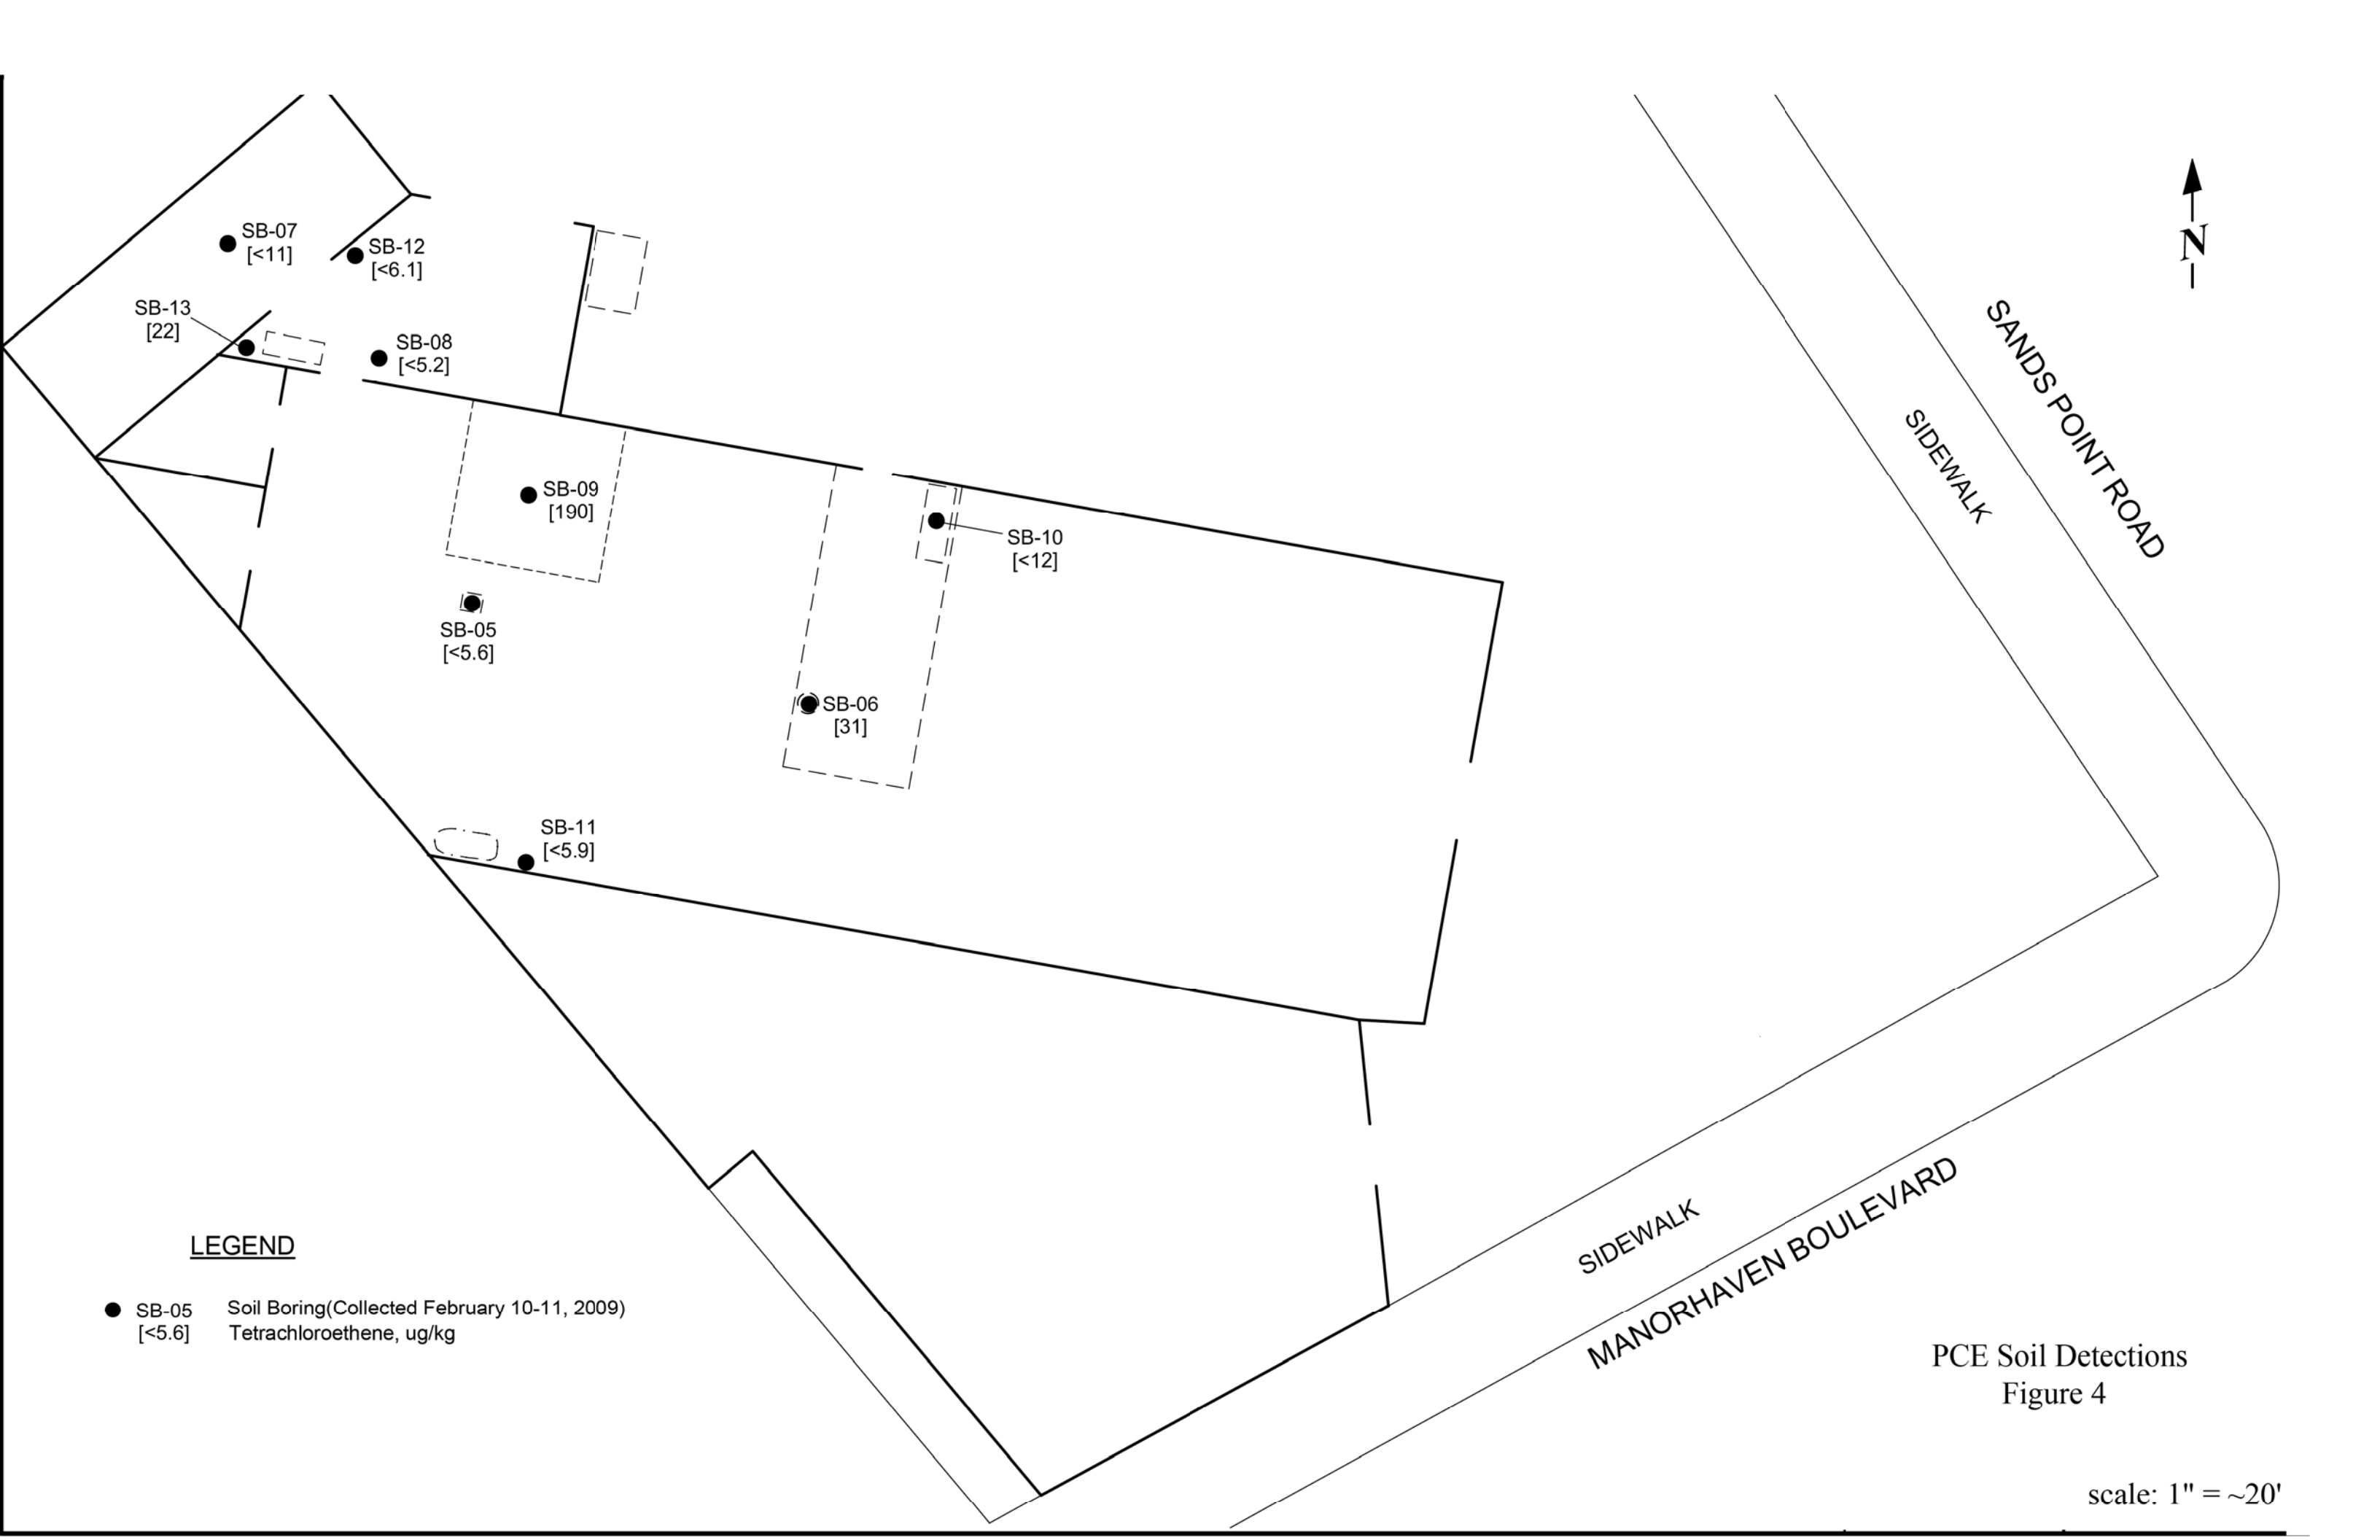 SB-07
[<11]
SB-12
[<6.1]
SB-13
[22]
SB-08
[<5.2]
N
SANDS POINT ROAD
SIDEWALK
SB-09
[190]
SB-10
[<12]
SB-05
[<5.6]
SB-06
[31]
SB-11
[<5.9]
SIDEWALK
MANORHAVEN BOULEVARD
LEGEND
SB-05 Soil Boring(Collected February 10-11, 2009)
[<5.6] Tetrachloroethene, ug/kg
PCE Soil Detections
Figure 4
scale: 1" = ~20'